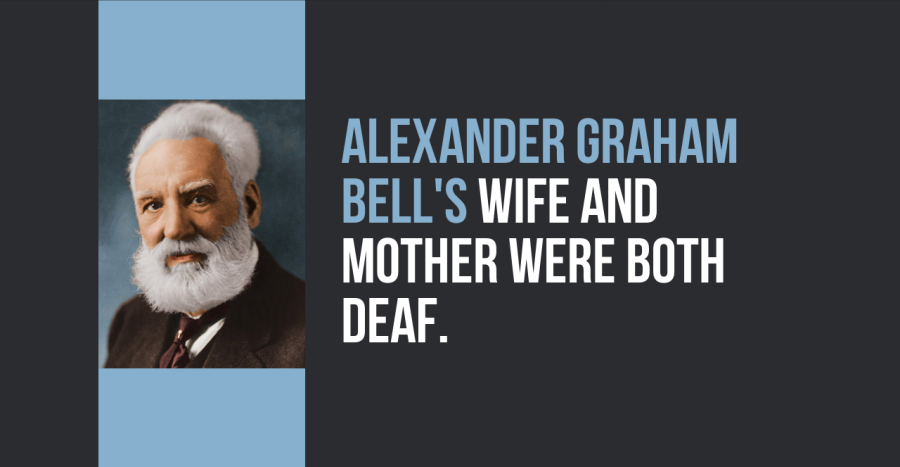 ALEXANDER GRAHAM
BELL'S WIFE AND
MOTHER WERE BOTH
DEAF.